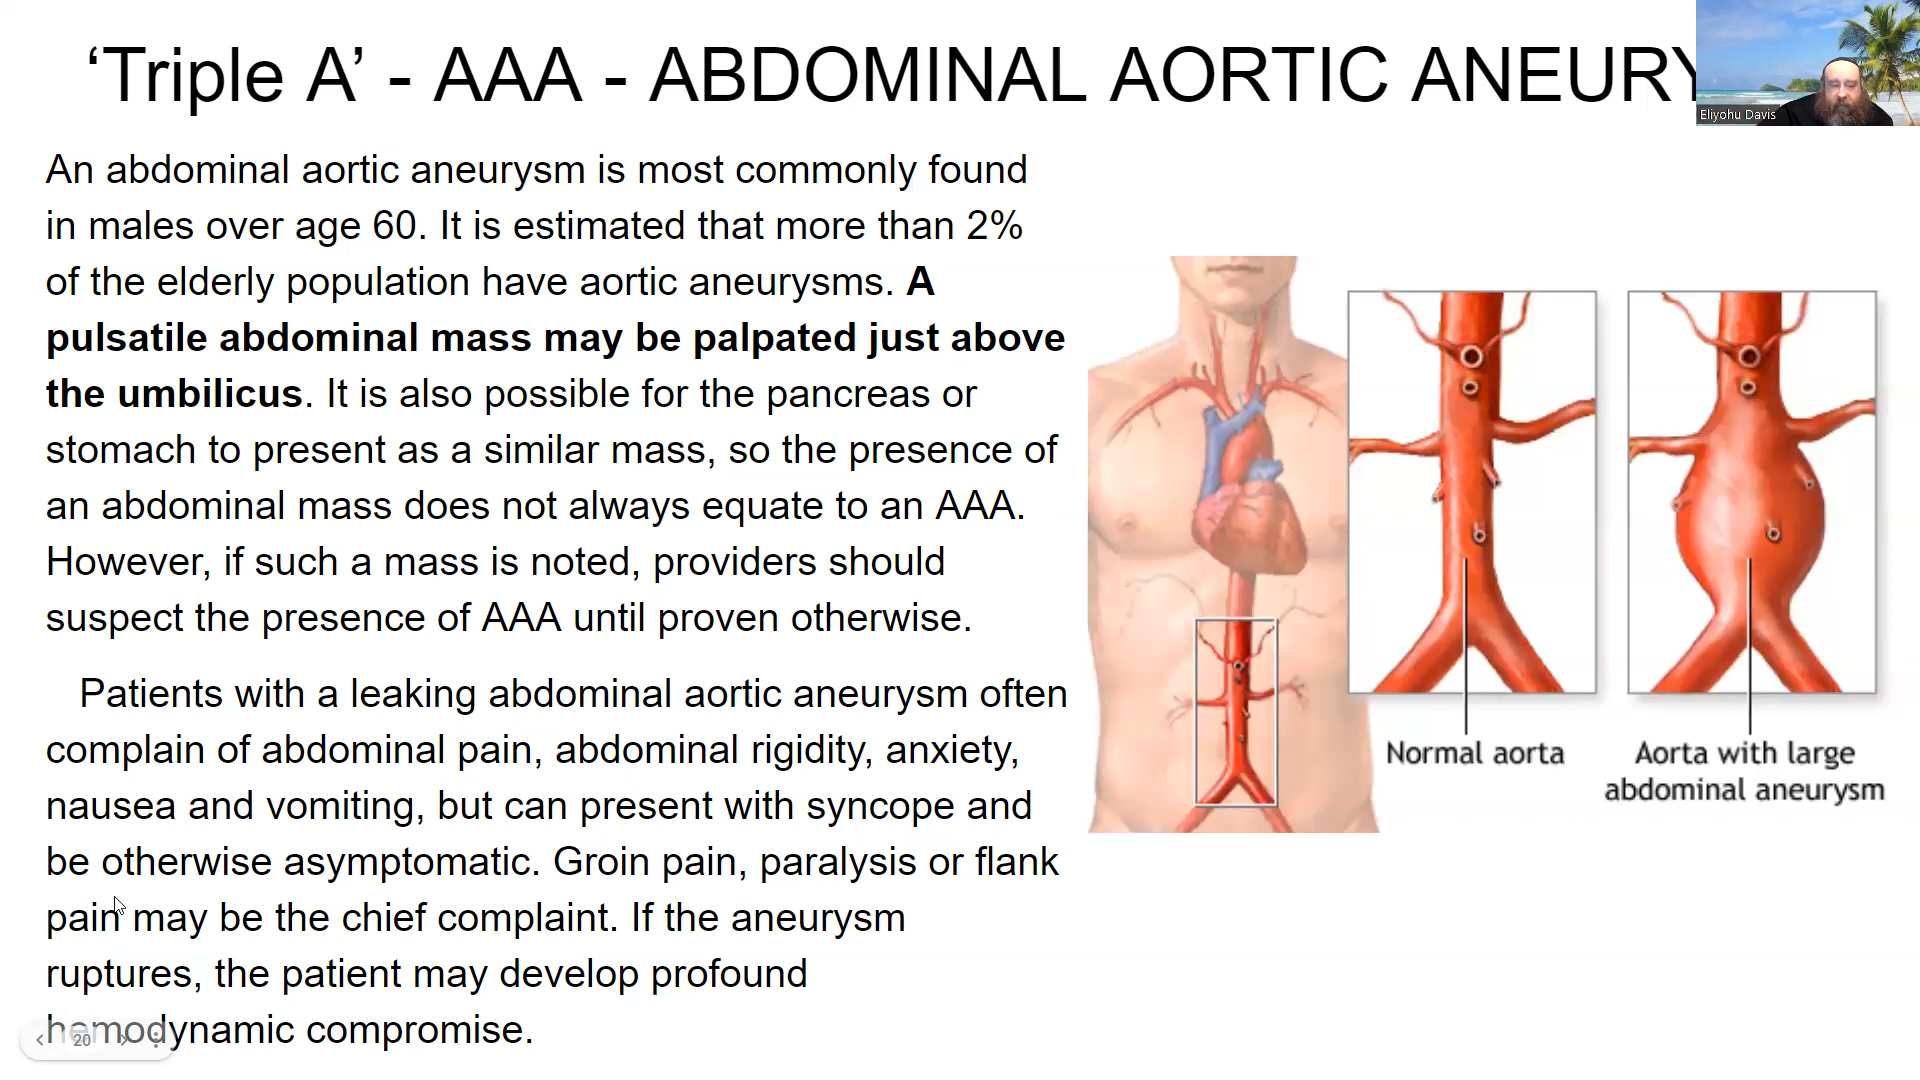 ‘Triple A’ - AAA - ABDOMINAL AORTIC ANEURY
Eliyohu Davis
An abdominal aortic aneurysm is most commonly found
in males over age 60. It is estimated that more than 2%
of the elderly population have aortic aneurysms. A
pulsatile abdominal mass may be palpated just above
the umbilicus. It is also possible for the pancreas or
stomach to present as a similar mass, so the presence of
an abdominal mass does not always equate to an AAA.
However, if such a mass is noted, providers should
suspect the presence of AAA until proven otherwise.
Patients with a leaking abdominal aortic aneurysm often
complain of abdominal pain, abdominal rigidity, anxiety,
nausea and vomiting, but can present with syncope and
be otherwise asymptomatic. Groin pain, paralysis or flank
pain may be the chief complaint. If the aneurysm
ruptures, the patient may develop profound
hemodynamic compromise.
20
Normal aorta
Aorta with large
abdominal aneurysm